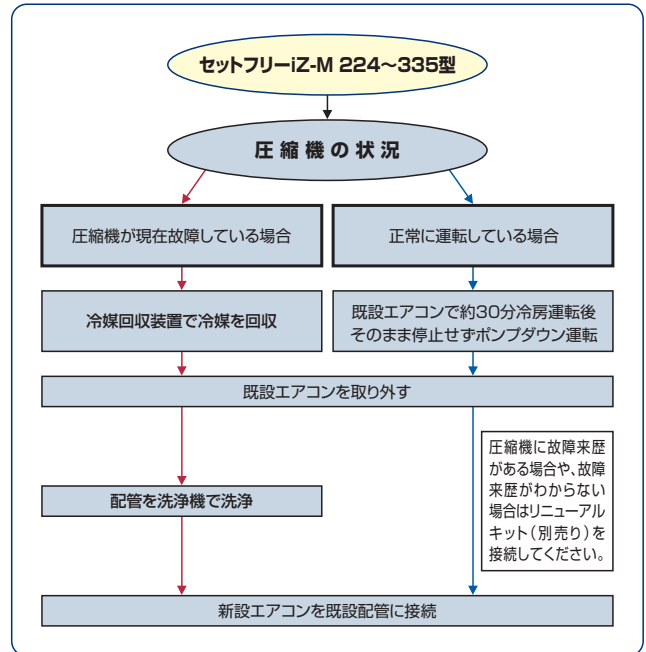 セットフリーiZ-M 224〜335型
圧縮機の状況
圧縮機が現在故障している場合
正常に運転している場合
冷媒回収装置で冷媒を回収
既設エアコンで約30分冷房運転後
そのまま停止せずポンプダウン運転
既設エアコンを取り外す
圧縮機に故障来歴
がある場合や、故障
来歴がわからない
場合はリニューアル
キット(別売り)を
接続してください。
配管を洗浄機で洗浄
新設エアコンを既設配管に接続